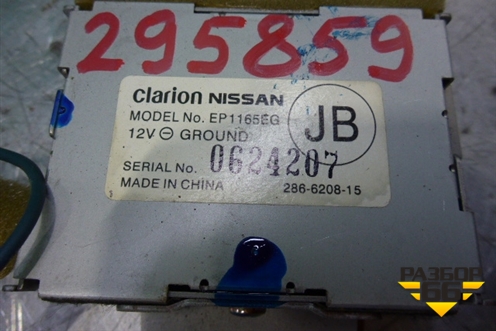 295859
Clarion NISSAN
MODEL No. EP1165EG
12V ⊖ GROUND
JB
SERIAL No. 0624207
MADE IN CHINA 286-6208-15
РАЗБОР
66